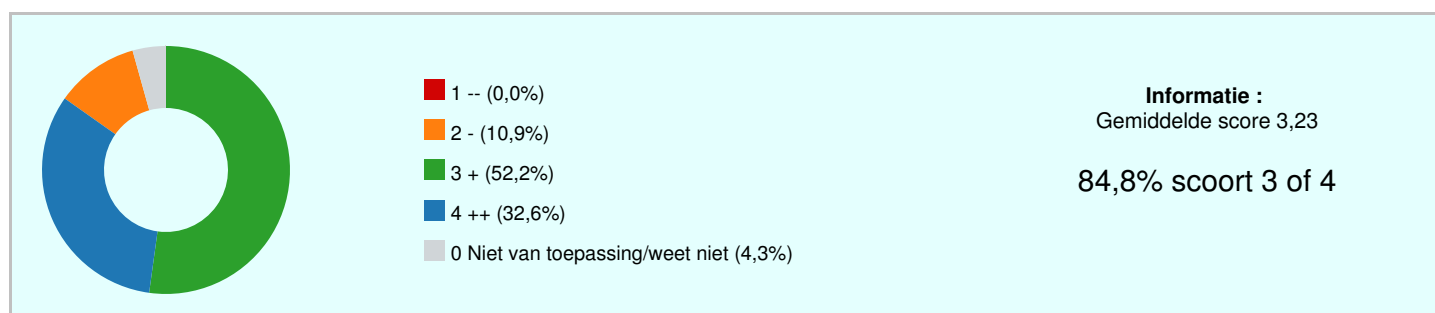 1 -- (0,0%)
2 - (10,9%)
3 + (52,2%)
4 ++ (32,6%)
0 Niet van toepassing/weet niet (4,3%)
Informatie :
Gemiddelde score 3,23
84,8% scoort 3 of 4